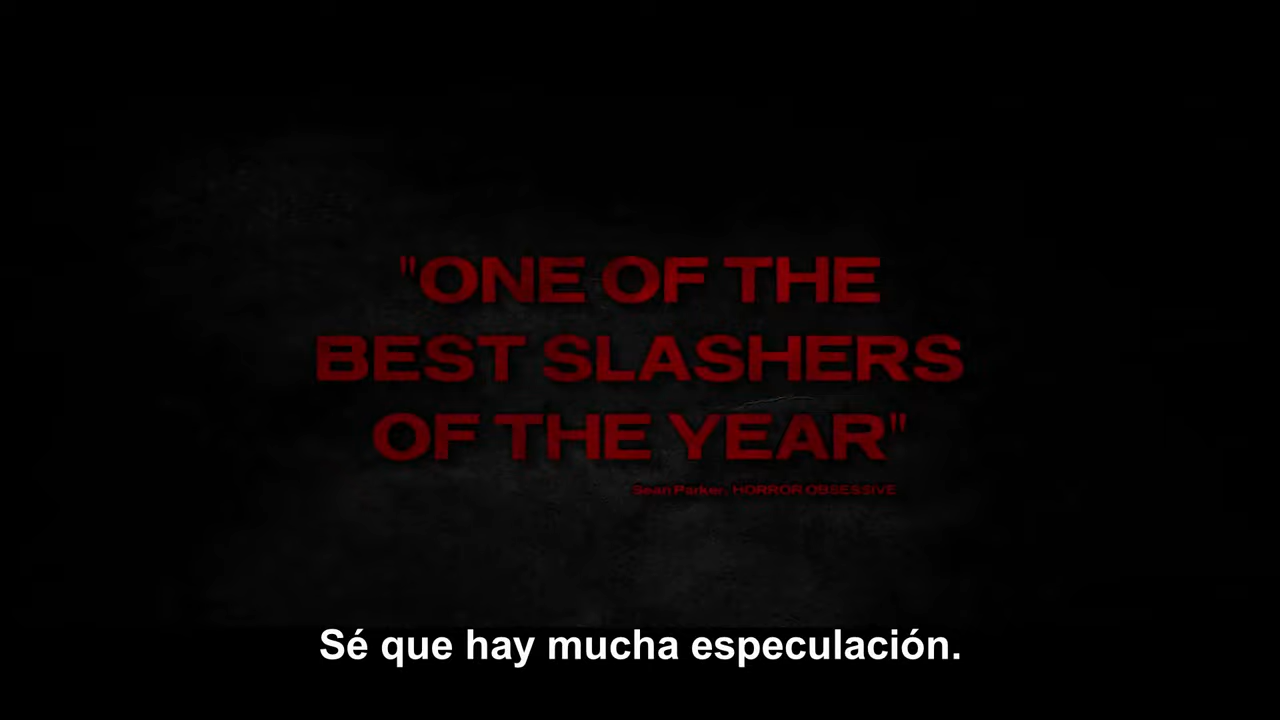 "ONE OF THE
BEST SLASHERS
OF THE YEAR"
Sean Parker, HORROR OBSESSIVE
Sé que hay mucha especulación.